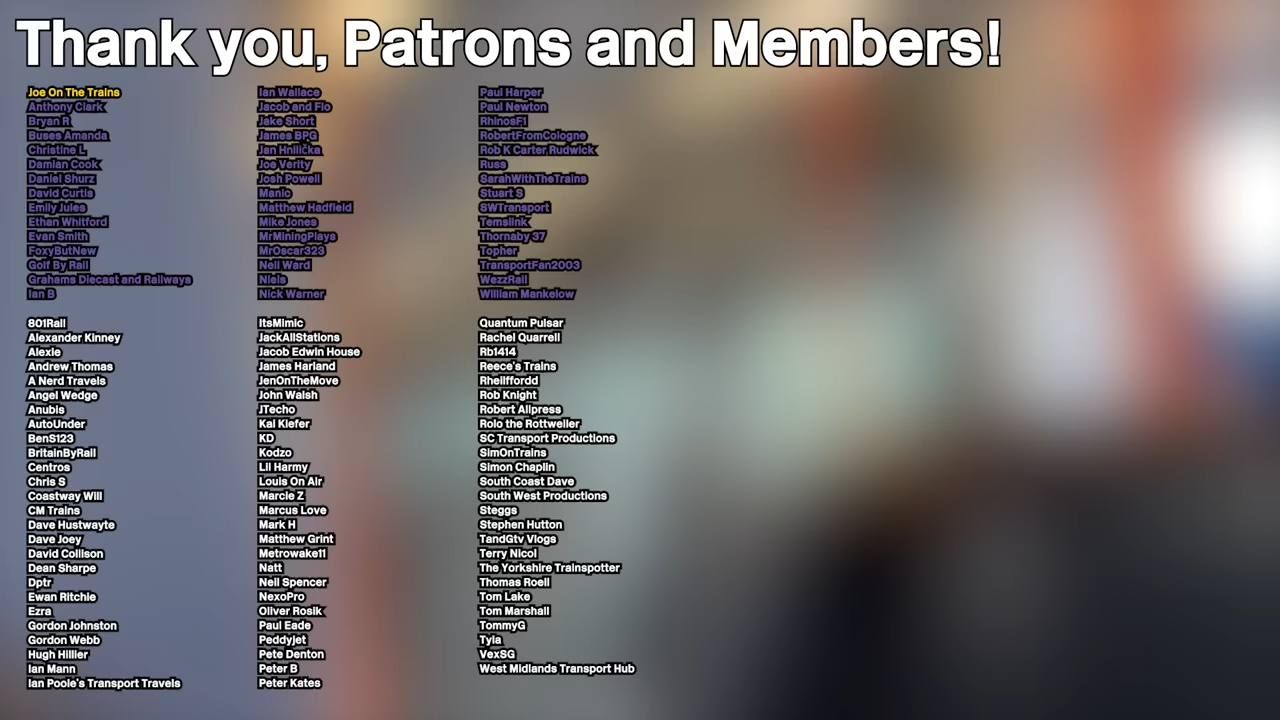 Thank you, Patrons and Members!
Joe On The Trains
Anthony Clark
Bryan R
Buses Amanda
Christine L
Damian Cook
Daniel Shurz
David Curtis
Emily Jules
Ethan Whitford
Evan Smith
FoxyButNew
Golf By Rail
Grahams Diecast and Railways
Ian B
Ian Wallace
Jacob and Flo
Jake Short
James BPG
Jan Hnilička
Joe Verity
Josh Powell
Manic
Matthew Hadfield
Mike Jones
MrMiningPlays
MrOscar323
Neil Ward
Niels
Nick Warner
Paul Harper
Paul Newton
RhinosF1
RobertFromCologne
Rob K Carter Rudwick
Russ
SarahWithTheTrains
Stuart S
SWTransport
Temslink
Thornaby 37
Topher
TransportFan2003
WezzRail
William Mankelow
801Rail
Alexander Kinney
Alexie
Andrew Thomas
A Nerd Travels
Angel Wedge
Anubis
AutoUnder
BenS123
BritainByRail
Centros
Chris S
Coastway Will
CM Trains
Dave Hustwayte
Dave Joey
David Collison
Dean Sharpe
Dptr
Ewan Ritchie
Ezra
Gordon Johnston
Gordon Webb
Hugh Hillier
Ian Mann
Ian Poole's Transport Travels
ItsMimic
JackAllStations
Jacob Edwin House
James Harland
JenOnTheMove
John Walsh
JTecho
Kai Kiefer
KD
Kodzo
Lil Harmy
Louis On Air
Marcie Z
Marcus Love
Mark H
Matthew Grint
Metrowake11
Natt
Neil Spencer
NexoPro
Oliver Rosik
Paul Eade
Peddyjet
Pete Denton
Peter B
Peter Kates
Quantum Pulsar
Rachel Quarrell
Rb1414
Reece's Trains
Rheliffordd
Rob Knight
Robert Allpress
Rolo the Rottweiler
SC Transport Productions
SimOnTrains
Simon Chaplin
South Coast Dave
South West Productions
Steggs
Stephen Hutton
TandGtv Vlogs
Terry Nicol
The Yorkshire Trainspotter
Thomas Roell
Tom Lake
Tom Marshall
TommyG
Tyla
VexSG
West Midlands Transport Hub